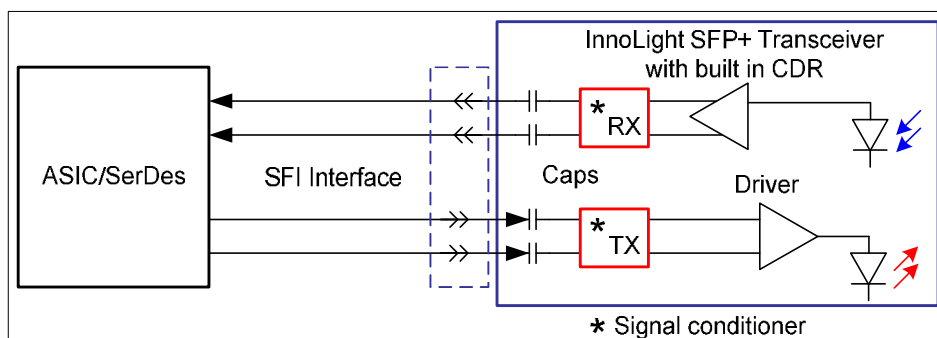 InnoLight SFP+ Transceiver
with built in CDR
* RX
ASIC/SerDes
SFI Interface
Caps
Driver
* TX
* Signal conditioner